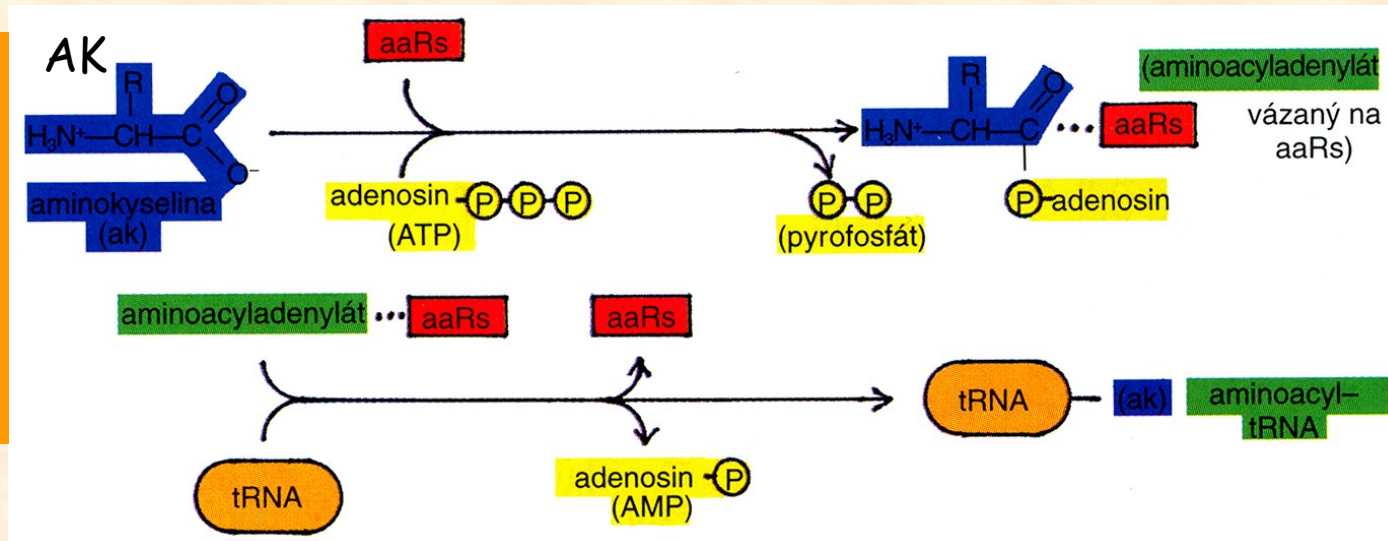 AK
aaRs
R
O
H₃N⁺—CH—C
O⁻
aminokyselina
(ak)
adenosin P P P
(ATP)
P P
(pyrofosfát)
R
O
H₃N⁺—CH—C ··· aaRs
P adenosin
(aminoacyladenylát
vázaný na
aaRs)
aminoacyladenylát ··· aaRs
aaRs
tRNA
adenosin P
(AMP)
tRNA — (ak)
aminoacyl–
tRNA